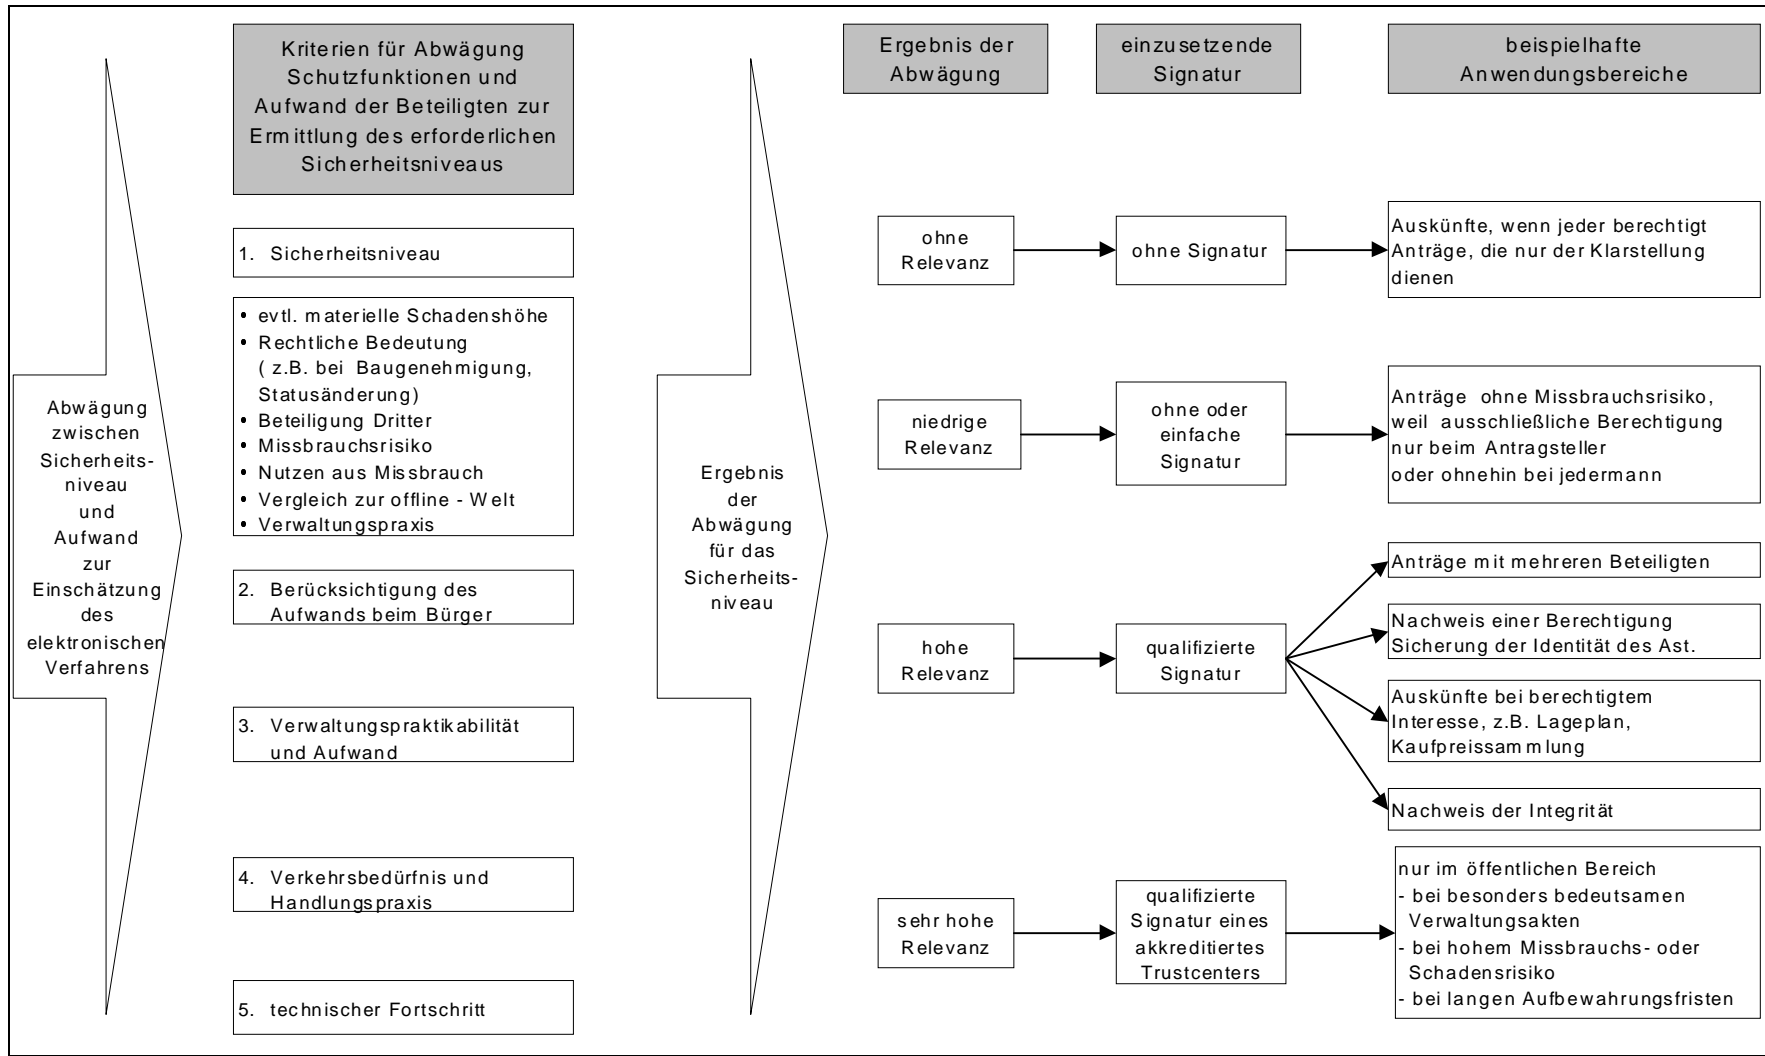 Abwägung
zwischen
Sicherheits-
niveau
und
Aufwand
zur
Einschätzung
des
elektronischen
Verfahrens
Kriterien für Abwägung
Schutzfunktionen und
Aufwand der Beteiligten zur
Ermittlung des erforderlichen
Sicherheitsniveaus
1. Sicherheitsniveau
• evtl. materielle Schadenshöhe
• Rechtliche Bedeutung
( z.B. bei Baugenehmigung,
Statusänderung)
• Beteiligung Dritter
• Missbrauchsrisiko
• Nutzen aus Missbrauch
• Vergleich zur offline - Welt
• Verwaltungspraxis
2. Berücksichtigung des
Aufwands beim Bürger
3. Verwaltungspraktikabilität
und Aufwand
4. Verkehrsbedürfnis und
Handlungspraxis
5. technischer Fortschritt
Ergebnis
der
Abwägung
für das
Sicherheits-
niveau
Ergebnis der
Abwägung
einzusetzende
Signatur
beispielhafte
Anwendungsbereiche
ohne
Relevanz
ohne Signatur
Auskünfte, wenn jeder berechtigt
Anträge, die nur der Klarstellung
dienen
niedrige
Relevanz
ohne oder
einfache
Signatur
Anträge ohne Missbrauchsrisiko,
weil ausschließliche Berechtigung
nur beim Antragsteller
oder ohnehin bei jedermann
hohe
Relevanz
qualifizierte
Signatur
Anträge mit mehreren Beteiligten
Nachweis einer Berechtigung
Sicherung der Identität des Ast.
Auskünfte bei berechtigtem
Interesse, z.B. Lageplan,
Kaufpreissammlung
Nachweis der Integrität
sehr hohe
Relevanz
qualifizierte
Signatur eines
akkreditiertes
Trustcenters
nur im öffentlichen Bereich
- bei besonders bedeutsamen
Verwaltungsakten
- bei hohem Missbrauchs- oder
Schadensrisiko
- bei langen Aufbewahrungsfristen